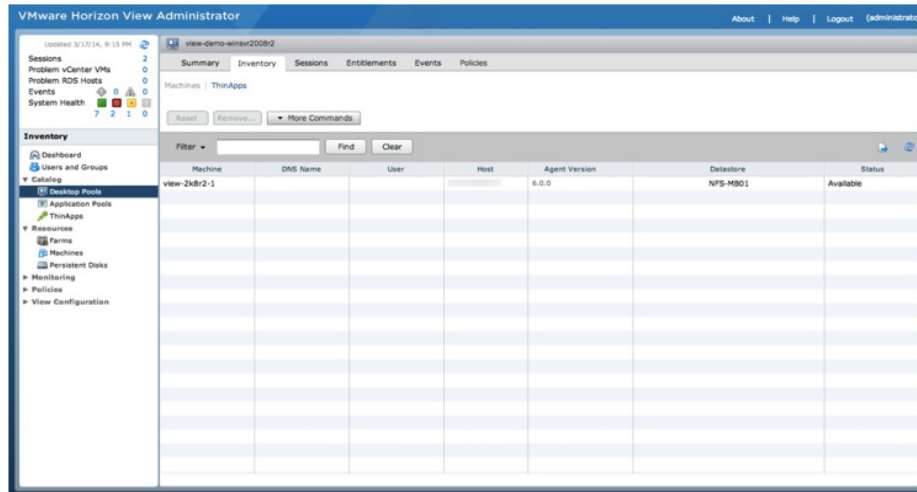 VMware Horizon View Administrator
About | Help | Logout (administrato
Updated 3/17/14, 9:15 PM
Sessions 2
Problem vCenter VMs 0
Problem RDS Hosts 0
Events 0 0
System Health
7 2 1 0
Inventory
Dashboard
Users and Groups
Catalog
Desktop Pools
Application Pools
ThinApps
Resources
Farms
Machines
Persistent Disks
Monitoring
Policies
View Configuration
view-demo-winsvr2008r2
Summary Inventory Sessions Entitlements Events Policies
Machines | ThinApps
Reset Remove... More Commands
Filter Find Clear
Machine DNS Name User Host Agent Version Datastore Status
view-2k8r2-1 6.0.0 NFS-MB01 Available